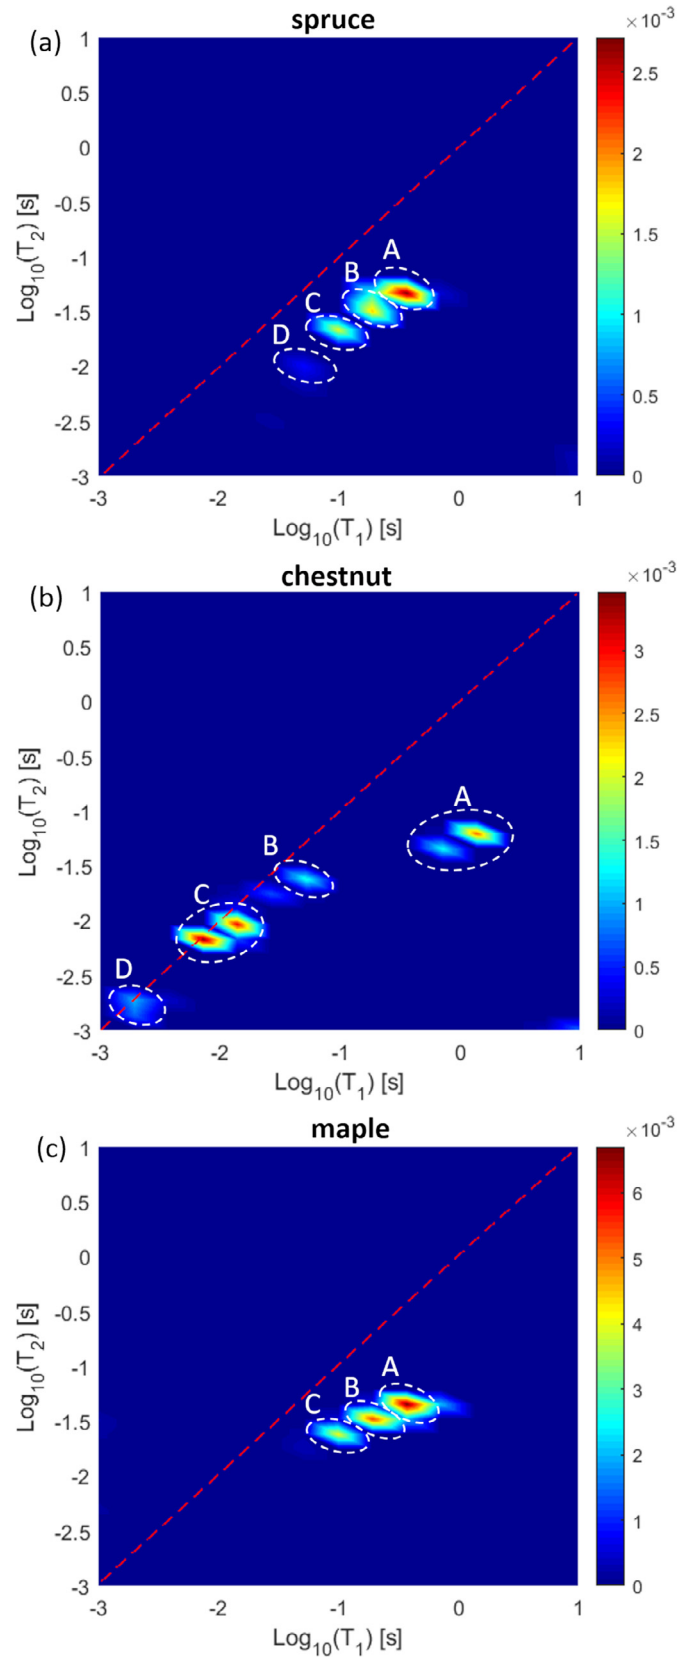 spruce
(a)
×10⁻³
1
0.5
0
-0.5
-1
-1.5
-2
-2.5
-3
Log₁₀(T₂) [s]
A
B
C
D
2.5
2
1.5
1
0.5
0
-3 -2 -1 0 1
Log₁₀(T₁) [s]
chestnut
(b)
×10⁻³
1
0.5
0
-0.5
-1
-1.5
-2
-2.5
-3
Log₁₀(T₂) [s]
A
B
C
D
3
2.5
2
1.5
1
0.5
0
-3 -2 -1 0 1
Log₁₀(T₁) [s]
maple
(c)
×10⁻³
1
0.5
0
-0.5
-1
-1.5
-2
-2.5
-3
Log₁₀(T₂) [s]
A
B
C
6
5
4
3
2
1
0
-3 -2 -1 0 1
Log₁₀(T₁) [s]